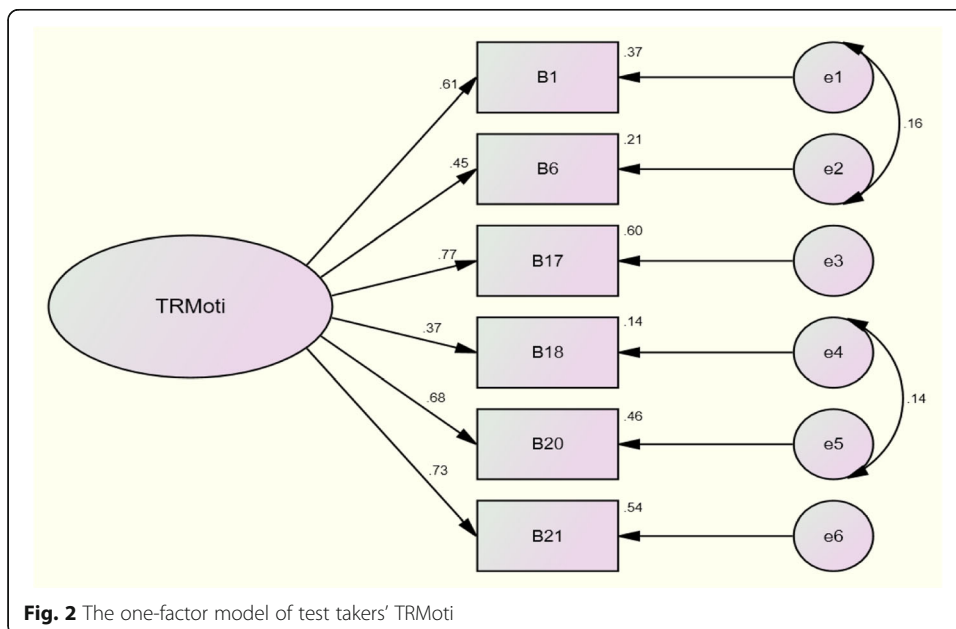 .61
B1
.37
e1
.16
.45
B6
.21
e2
.77
B17
.60
e3
TRMoti
.37
B18
.14
e4
.14
.68
B20
.46
e5
.73
B21
.54
e6
Fig. 2 The one-factor model of test takers’ TRMoti